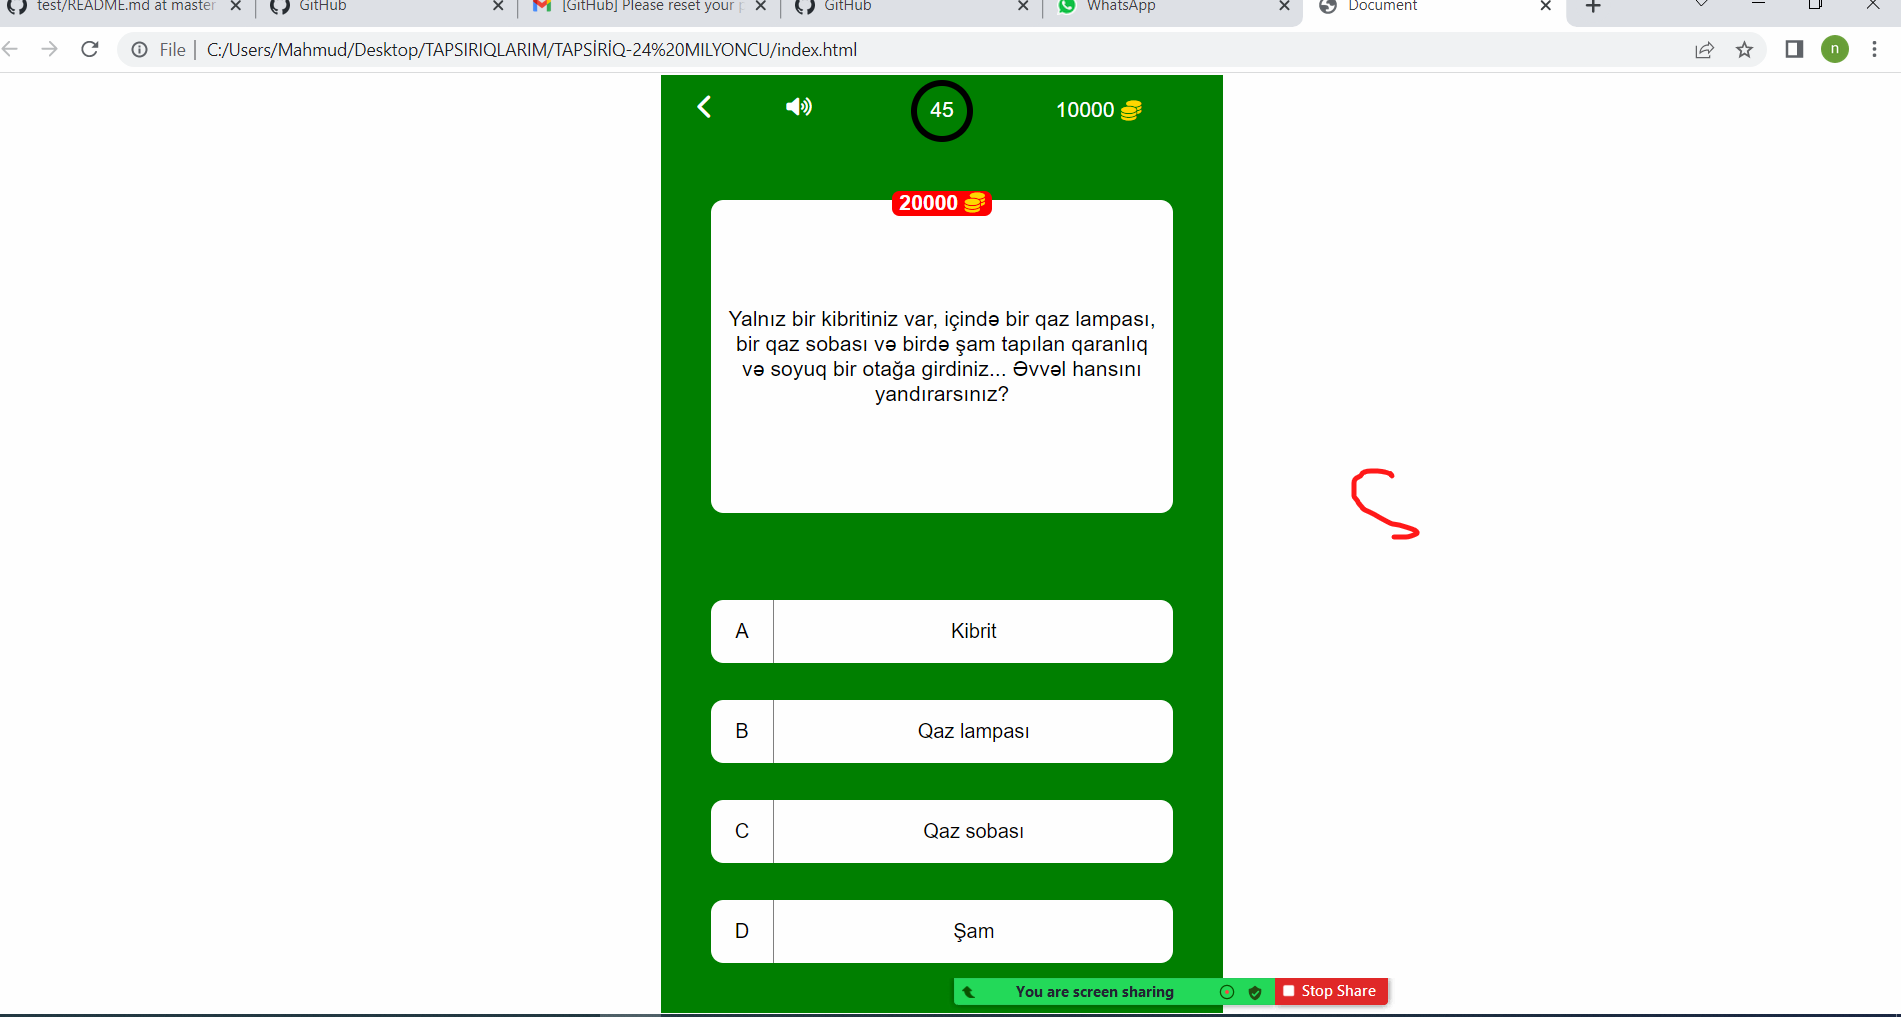 test/README.md at master
GitHub
[GitHub] Please reset your p
GitHub
WhatsApp
Document
File
C:/Users/Mahmud/Desktop/TAPSIRIQLARIM/TAPSİRİQ-24%20MILYONCU/index.html
n
45
10000
20000
Yalnız bir kibritiniz var, içində bir qaz lampası,
bir qaz sobası və birdə şam tapılan qaranlıq
və soyuq bir otağa girdiniz... Əvvəl hansını
yandırarsınız?
A Kibrit
B Qaz lampası
C Qaz sobası
D Şam
You are screen sharing
Stop Share